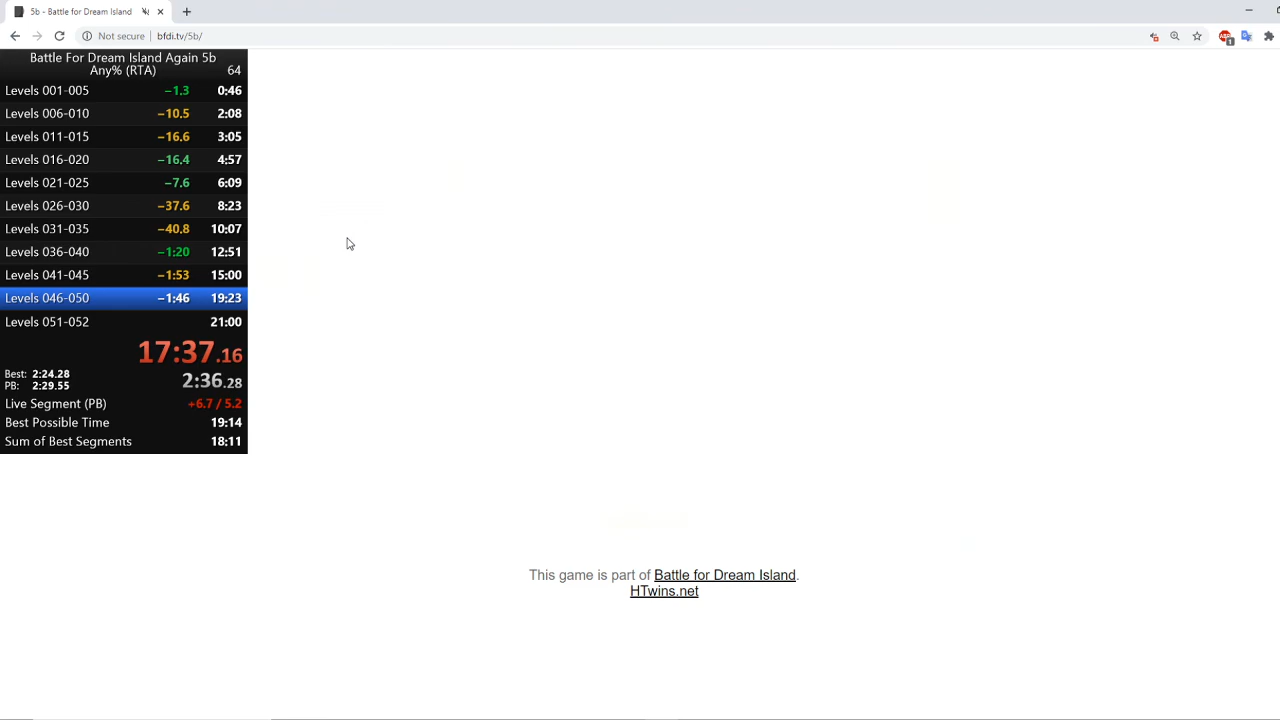 5b - Battle for Dream Island
Not secure | bfdi.tv/5b/
Battle For Dream Island Again 5b
Any% (RTA) 64
Levels 001-005 −1.3 0:46
Levels 006-010 −10.5 2:08
Levels 011-015 −16.6 3:05
Levels 016-020 −16.4 4:57
Levels 021-025 −7.6 6:09
Levels 026-030 −37.6 8:23
Levels 031-035 −40.8 10:07
Levels 036-040 −1:20 12:51
Levels 041-045 −1:53 15:00
Levels 046-050 −1:46 19:23
Levels 051-052 21:00
17:37.16
Best: 2:24.28
PB: 2:29.55
2:36.28
Live Segment (PB) +6.7 / 5.2
Best Possible Time 19:14
Sum of Best Segments 18:11
This game is part of Battle for Dream Island.
HTwins.net